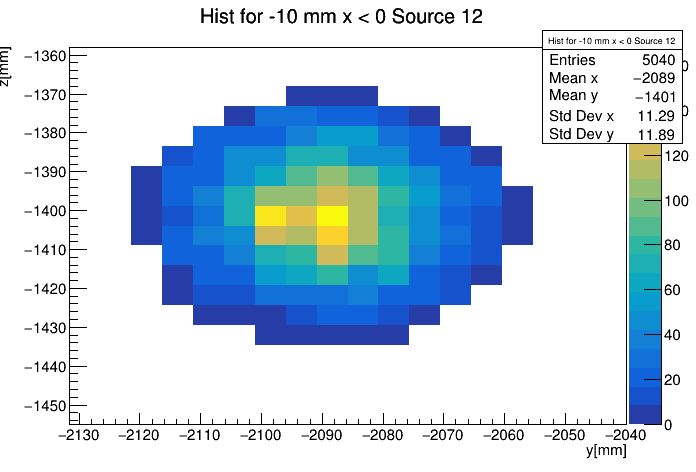 Hist for -10 mm x < 0 Source 12
z[mm]
Hist for -10 mm x < 0 Source 12
Entries 5040
Mean x −2089
Mean y −1401
Std Dev x 11.29
Std Dev y 11.89
−1360
−1370
−1380
−1390
−1400
−1410
−1420
−1430
−1440
−1450
120
100
80
60
40
20
0
−2130 −2120 −2110 −2100 −2090 −2080 −2070 −2060 −2050 −2040
y[mm]